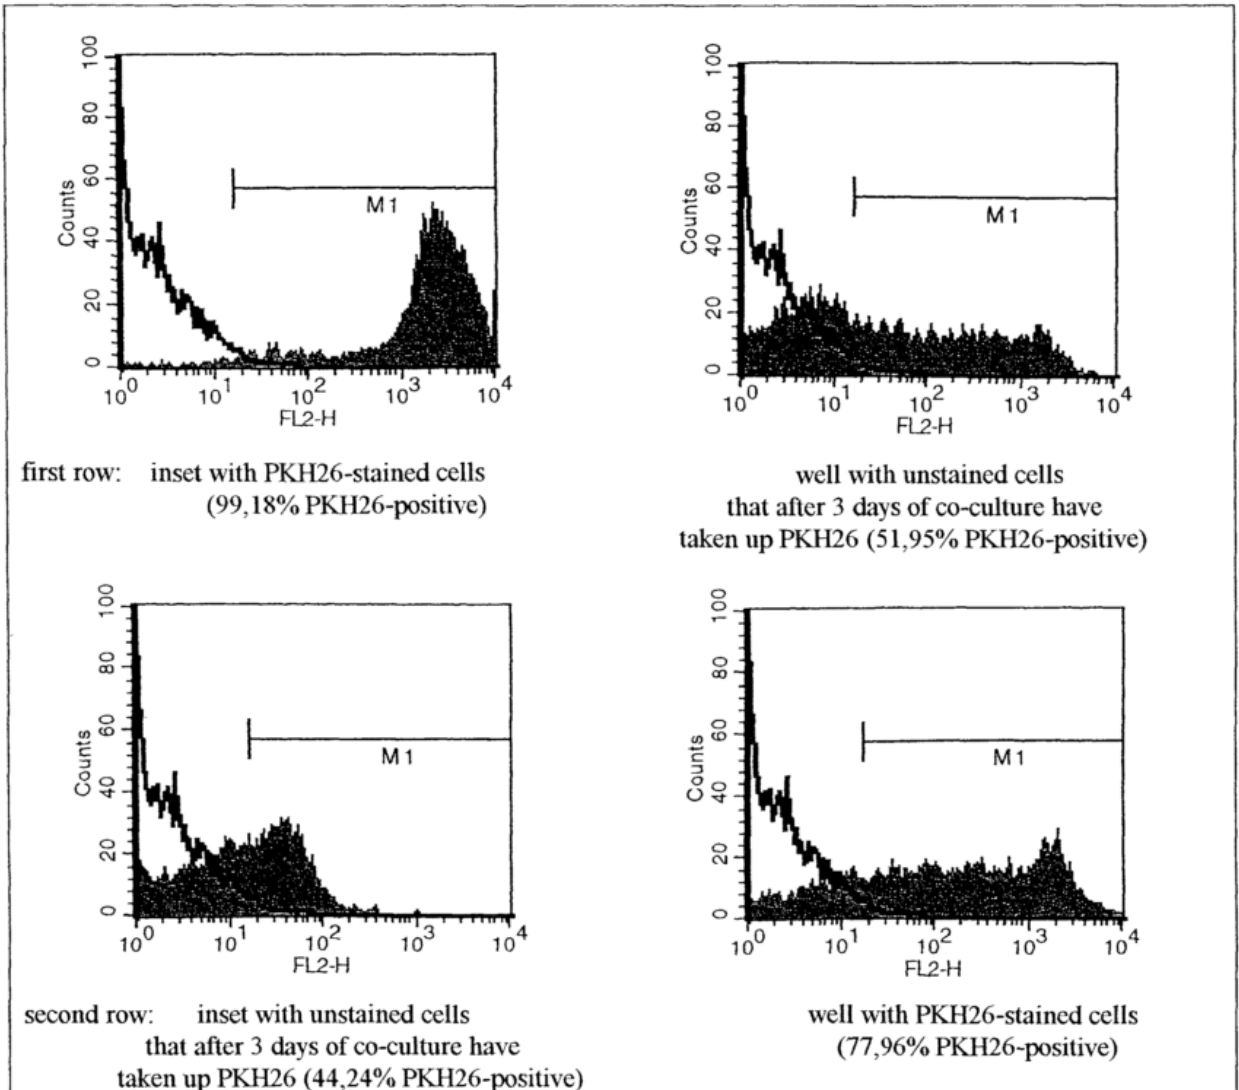 100
80
60
40
20
0
Counts
M1
10^0 10^1 10^2 10^3 10^4
FL2-H
100
80
60
40
20
0
Counts
M1
10^0 10^1 10^2 10^3 10^4
FL2-H
first row: inset with PKH26-stained cells
(99,18% PKH26-positive)
well with unstained cells
that after 3 days of co-culture have
taken up PKH26 (51,95% PKH26-positive)
100
80
60
40
20
0
Counts
M1
10^0 10^1 10^2 10^3 10^4
FL2-H
100
80
60
40
20
0
Counts
M1
10^0 10^1 10^2 10^3 10^4
FL2-H
second row: inset with unstained cells
that after 3 days of co-culture have
taken up PKH26 (44,24% PKH26-positive)
well with PKH26-stained cells
(77,96% PKH26-positive)